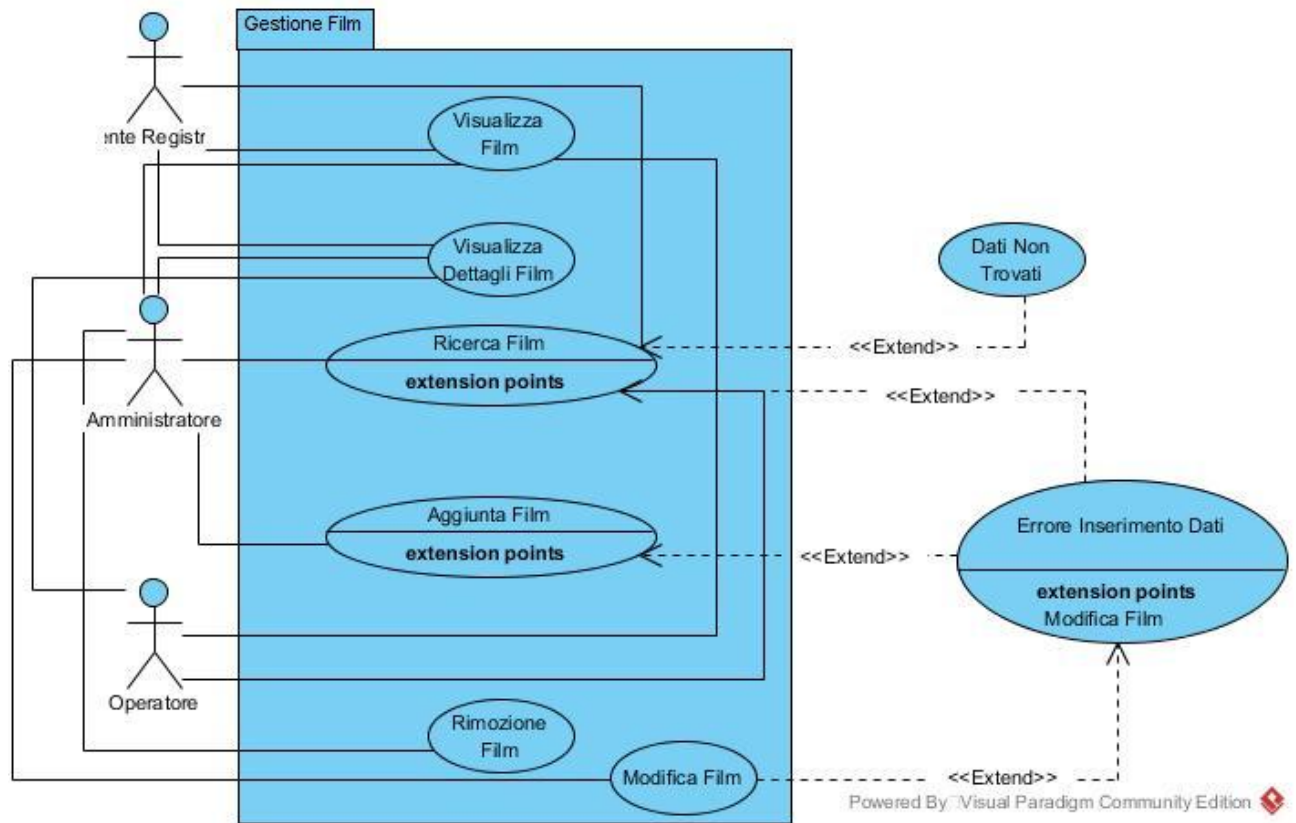 Gestione Film
ente Registr
Visualizza
Film
Visualizza
Dettagli Film
Dati Non
Trovati
Ricerca Film
extension points
<<Extend>>
<<Extend>>
Amministratore
Aggiunta Film
extension points
<<Extend>>
Errore Inserimento Dati
extension points
Modifica Film
Operatore
Rimozione
Film
Modifica Film
<<Extend>>
Powered By Visual Paradigm Community Edition